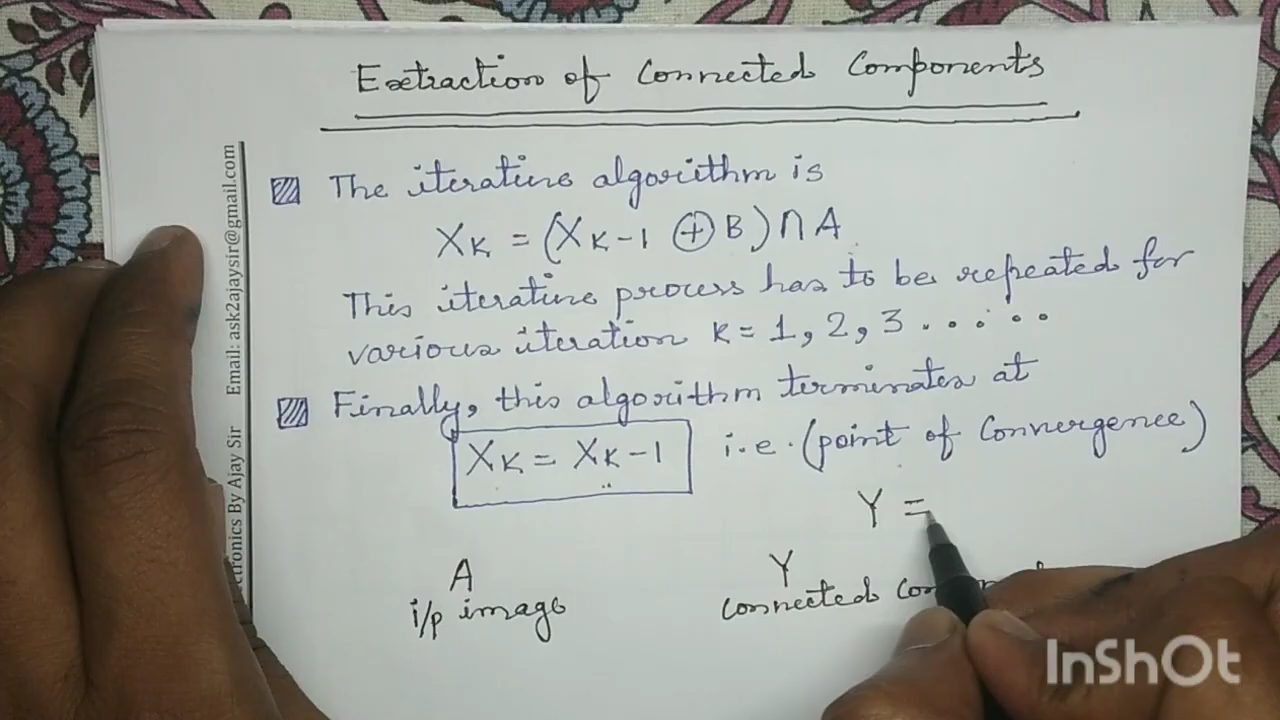 Extraction of Connected Components
The iterative algorithm is
XK = (XK-1 ⊕ B) ∩ A
This iterative process has to be repeated for
various iteration K = 1, 2, 3 . . . . . .
Finally, this algorithm terminates at
XK = XK-1 i.e. (point of convergence)
Y =
A Y
i/p image connected
Email: ask2ajaysir@gmail.com
By Ajay Sir
InShOt